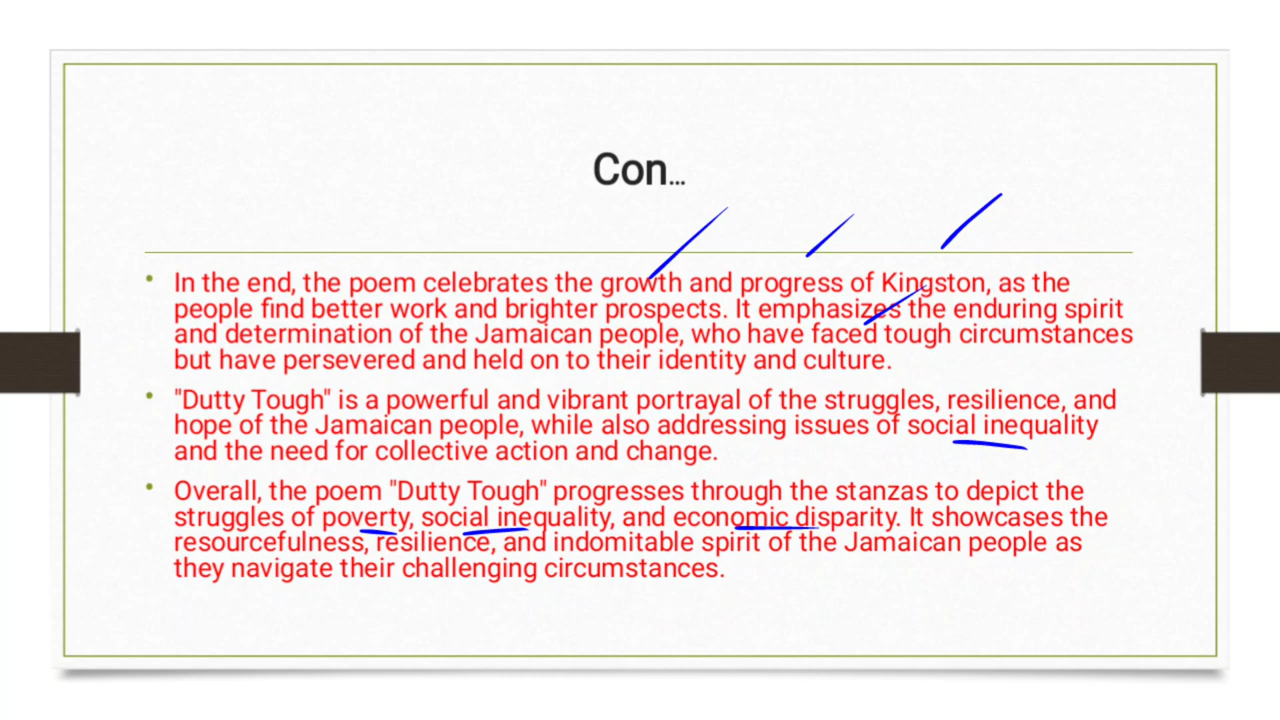 Con...
• In the end, the poem celebrates the growth and progress of Kingston, as the
people find better work and brighter prospects. It emphasizes the enduring spirit
and determination of the Jamaican people, who have faced tough circumstances
but have persevered and held on to their identity and culture.
• "Dutty Tough" is a powerful and vibrant portrayal of the struggles, resilience, and
hope of the Jamaican people, while also addressing issues of social inequality
and the need for collective action and change.
• Overall, the poem "Dutty Tough" progresses through the stanzas to depict the
struggles of poverty, social inequality, and economic disparity. It showcases the
resourcefulness, resilience, and indomitable spirit of the Jamaican people as
they navigate their challenging circumstances.